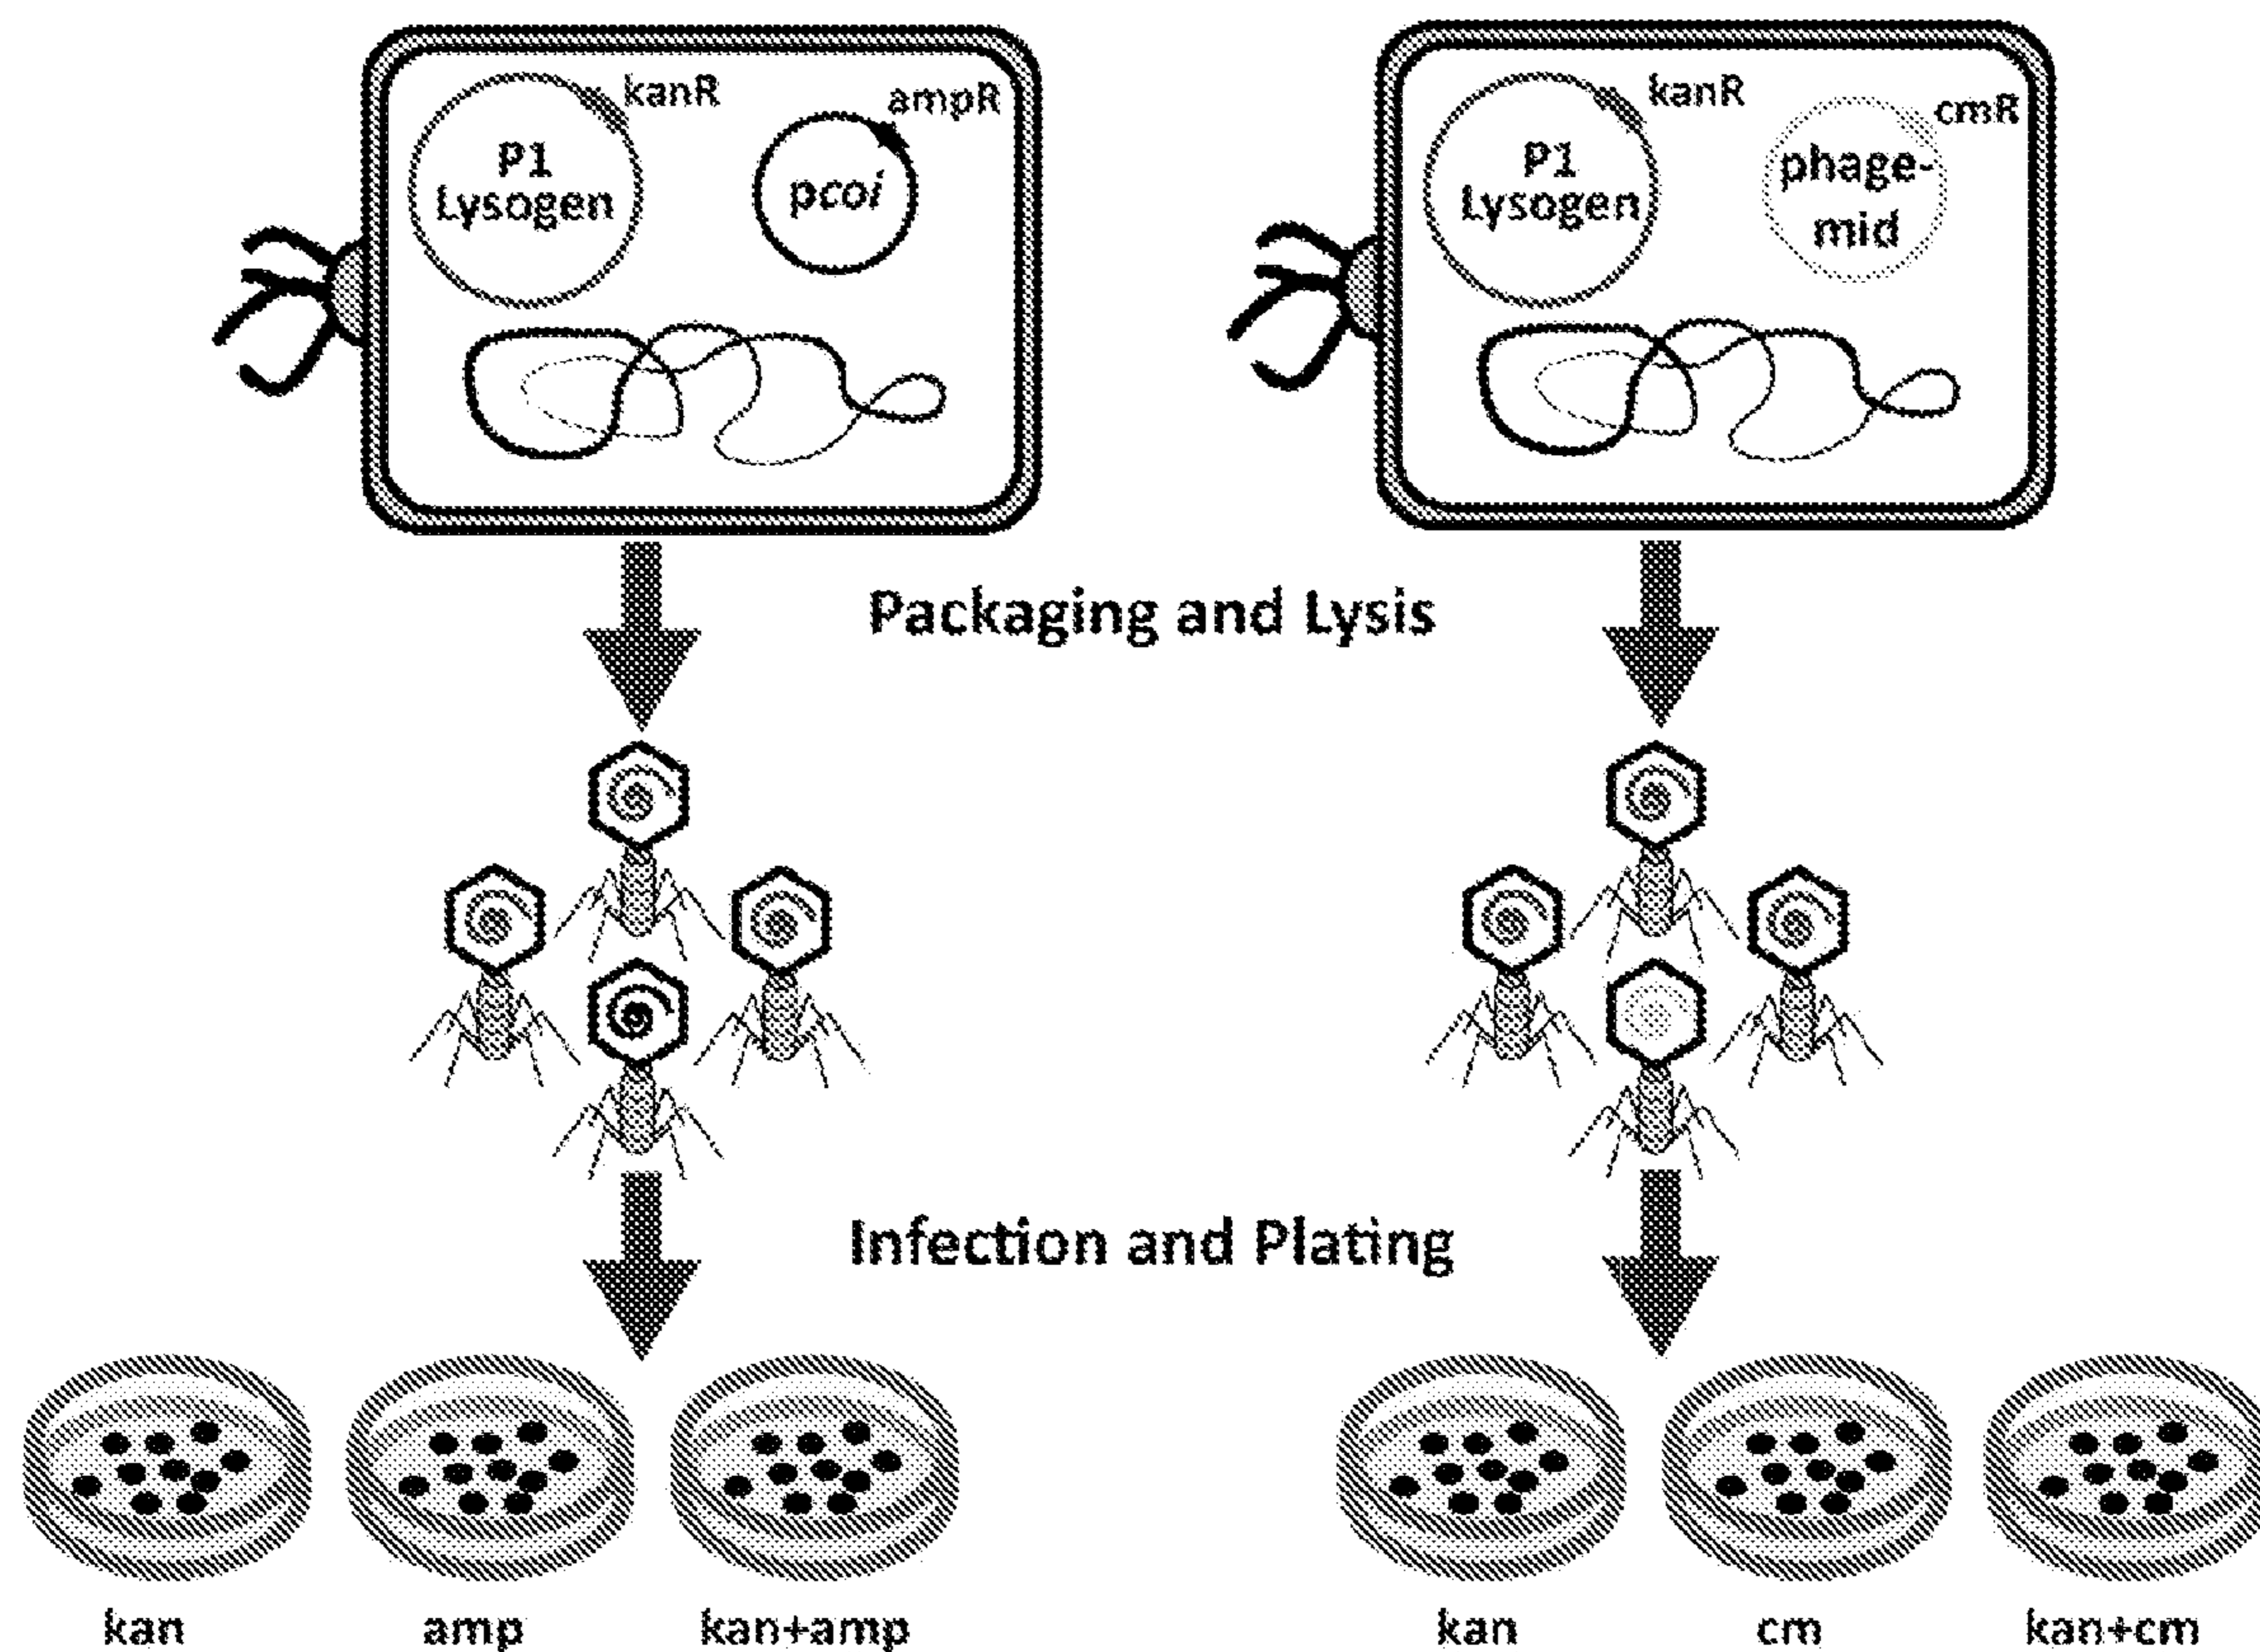 kanR
ampR
P1
Lysogen
pcoi
kanR
cmR
P1
Lysogen
phage-
mid
Packaging and Lysis
Infection and Plating
kan
amp
kan+amp
kan
cm
kan+cm